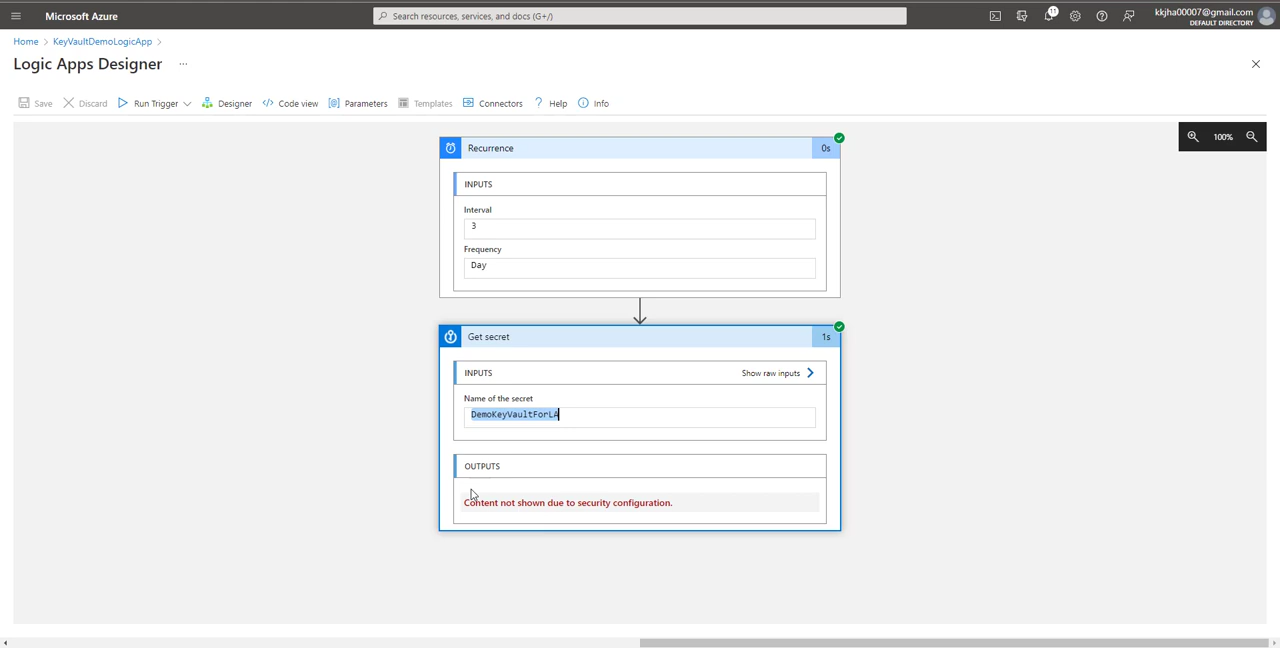 Microsoft Azure
Search resources, services, and docs (G+/)
11
kkjha00007@gmail.com
DEFAULT DIRECTORY
Home > KeyVaultDemoLogicApp >
Logic Apps Designer ...
Save Discard Run Trigger Designer Code view Parameters Templates Connectors Help Info
100%
Recurrence 0s
INPUTS
Interval
3
Frequency
Day
Get secret 1s
INPUTS Show raw inputs
Name of the secret
DemoKeyVaultForLA
OUTPUTS
Content not shown due to security configuration.